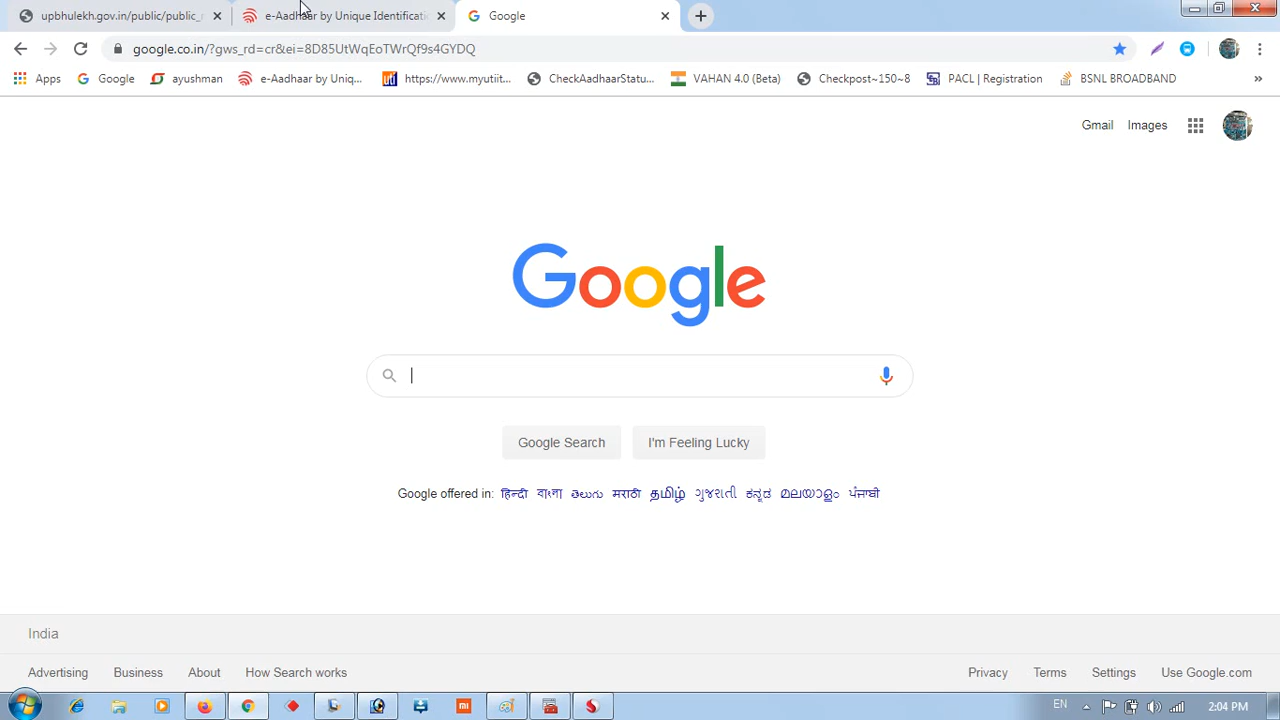 upbhulekh.gov.in/public/public_r
e-Aadhaar by Unique Identificati
Google
google.co.in/?gws_rd=cr&ei=8D85UtWqEoTWrQf9s4GYDQ
Apps Google ayushman e-Aadhaar by Uniq... https://www.myutiit... CheckAadhaarStatu... VAHAN 4.0 (Beta) Checkpost~150~8 PACL | Registration BSNL BROADBAND »
Gmail Images
Google
Google Search I'm Feeling Lucky
Google offered in: हिन्दी বাংলা తెలుగు मराठी தமிழ் ગુજરાતી ಕನ್ನಡ മലയാളം ਪੰਜਾਬੀ
India
Advertising Business About How Search works Privacy Terms Settings Use Google.com
EN 2:04 PM